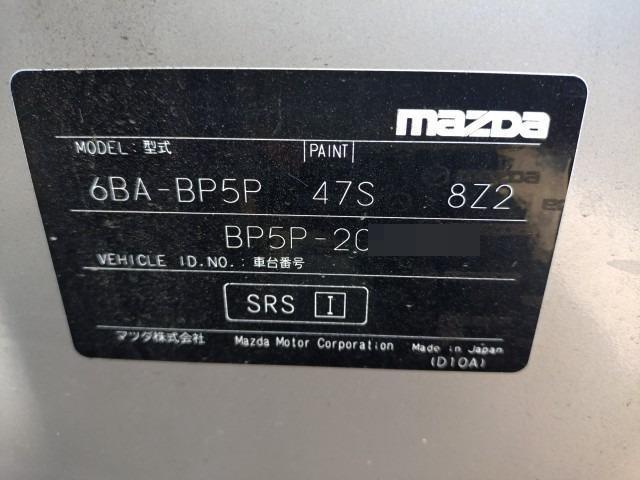 mazDa
MODEL : 型式 PAINT
6BA-BP5P 47S 8Z2
BP5P-20
VEHICLE ID.NO.: 車台番号
SRS I
マツダ株式会社 Mazda Motor Corporation Made in Japan
(D10A)